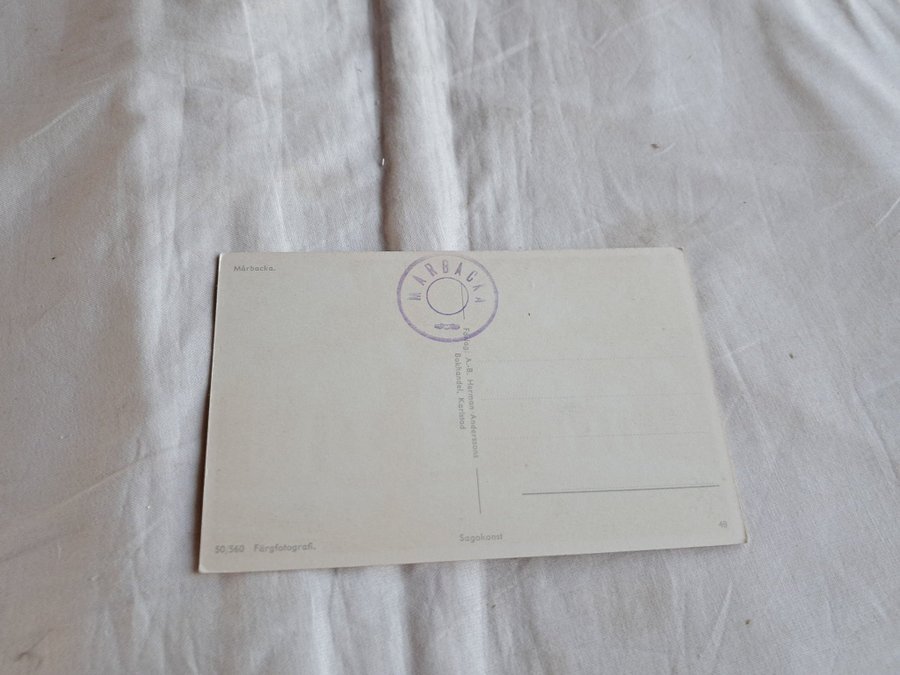 Mårbacka.
MÅRBACKA
Förlag: A.-B. Herman Anderssons
Bokhandel, Karlstad
50/560 Färgfotografi.
Sagokonst
48